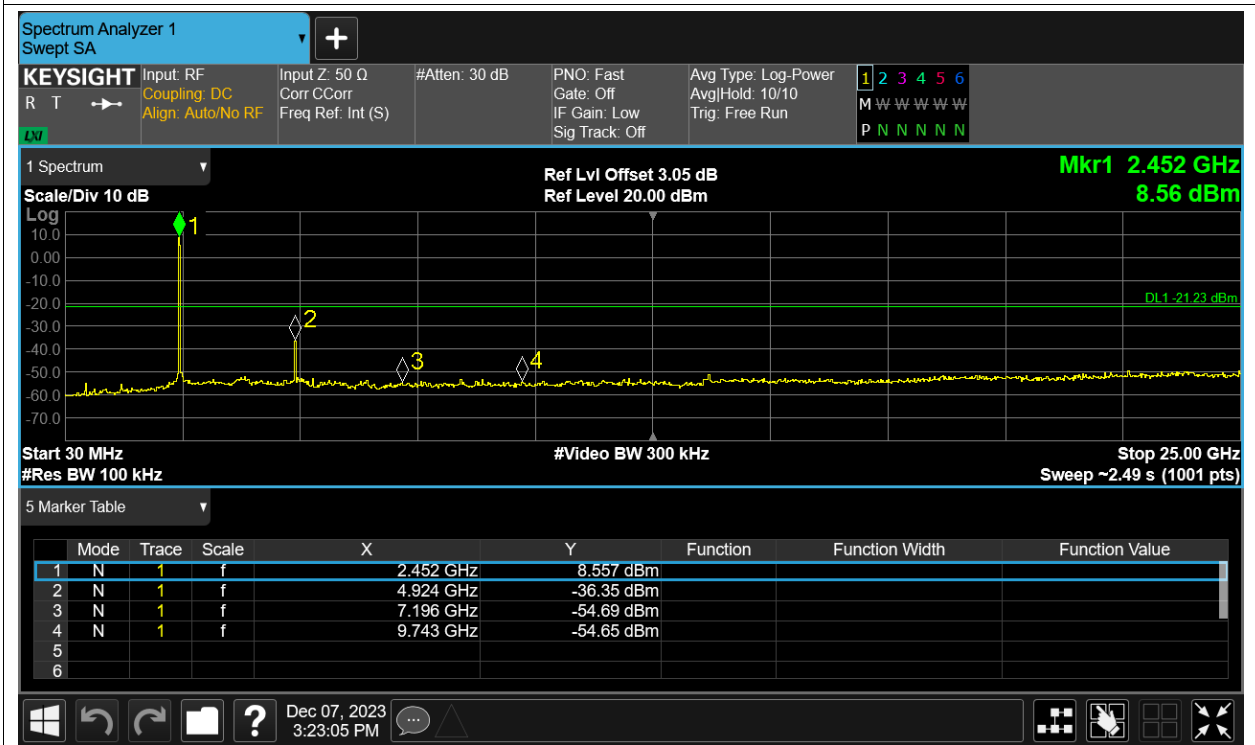 Spectrum Analyzer 1
Swept SA
+
KEYSIGHT
R T
LXI
Input: RF
Coupling: DC
Align: Auto/No RF
Input Z: 50 Ω
Corr CCorr
Freq Ref: Int (S)
#Atten: 30 dB
PNO: Fast
Gate: Off
IF Gain: Low
Sig Track: Off
Avg Type: Log-Power
Avg|Hold: 10/10
Trig: Free Run
1 2 3 4 5 6
M W W W W W
P N N N N N
1 Spectrum
Scale/Div 10 dB
Ref Lvl Offset 3.05 dB
Ref Level 20.00 dBm
Mkr1 2.452 GHz
8.56 dBm
Log
10.0
0.00
-10.0
-20.0
-30.0
-40.0
-50.0
-60.0
-70.0
1
2
3
4
DL1 -21.23 dBm
Start 30 MHz
#Res BW 100 kHz
#Video BW 300 kHz
Stop 25.00 GHz
Sweep ~2.49 s (1001 pts)
5 Marker Table
Mode Trace Scale X Y Function Function Width Function Value
1 N 1 f 2.452 GHz 8.557 dBm
2 N 1 f 4.924 GHz -36.35 dBm
3 N 1 f 7.196 GHz -54.69 dBm
4 N 1 f 9.743 GHz -54.65 dBm
5
6
?
Dec 07, 2023
3:23:05 PM